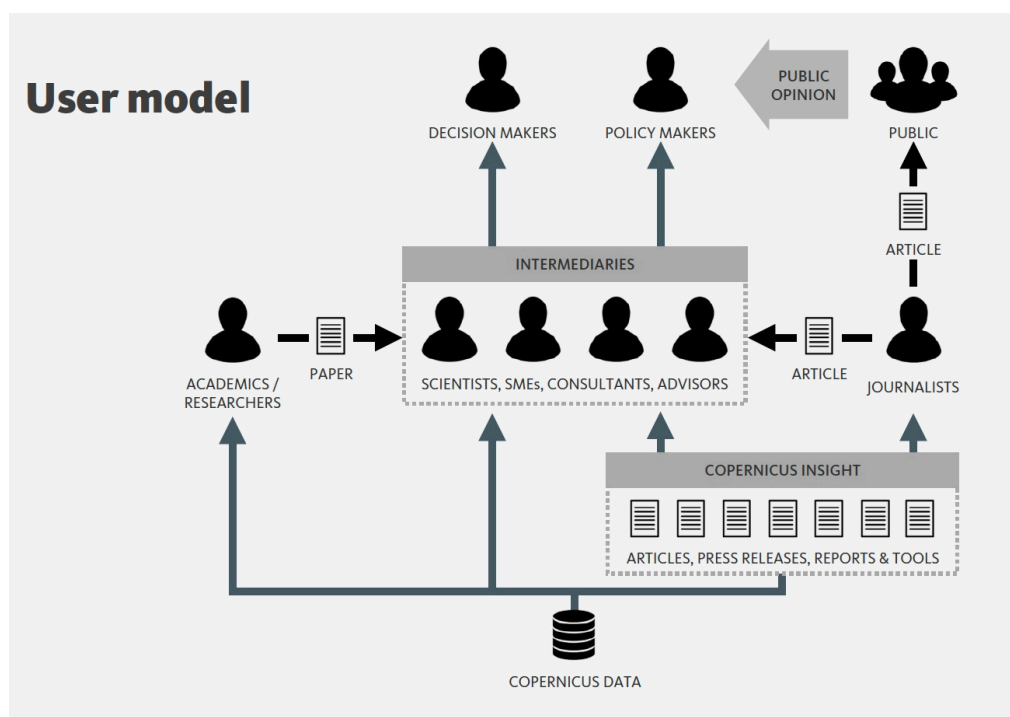 User model
DECISION MAKERS
POLICY MAKERS
PUBLIC
OPINION
PUBLIC
ARTICLE
INTERMEDIARIES
SCIENTISTS, SMEs, CONSULTANTS, ADVISORS
ACADEMICS /
RESEARCHERS
PAPER
ARTICLE
JOURNALISTS
COPERNICUS INSIGHT
ARTICLES, PRESS RELEASES, REPORTS & TOOLS
COPERNICUS DATA